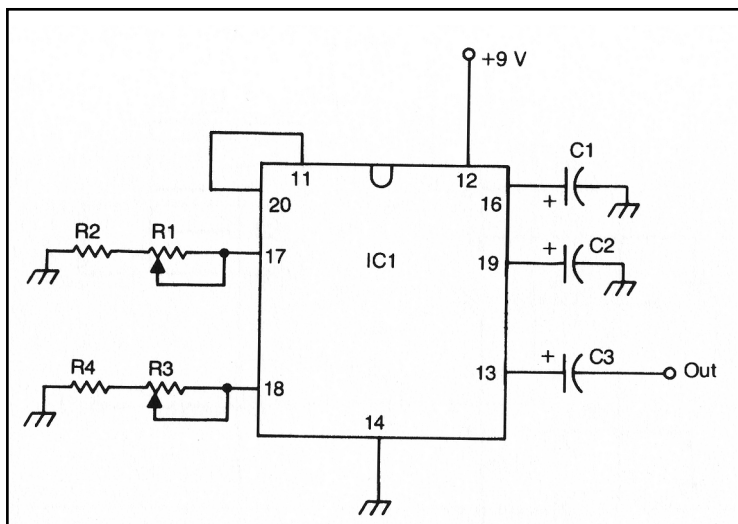 +9 V
C1
11
12
+
16
20
R2
R1
17
IC1
19
+
C2
R4
R3
18
13
+
C3
Out
14